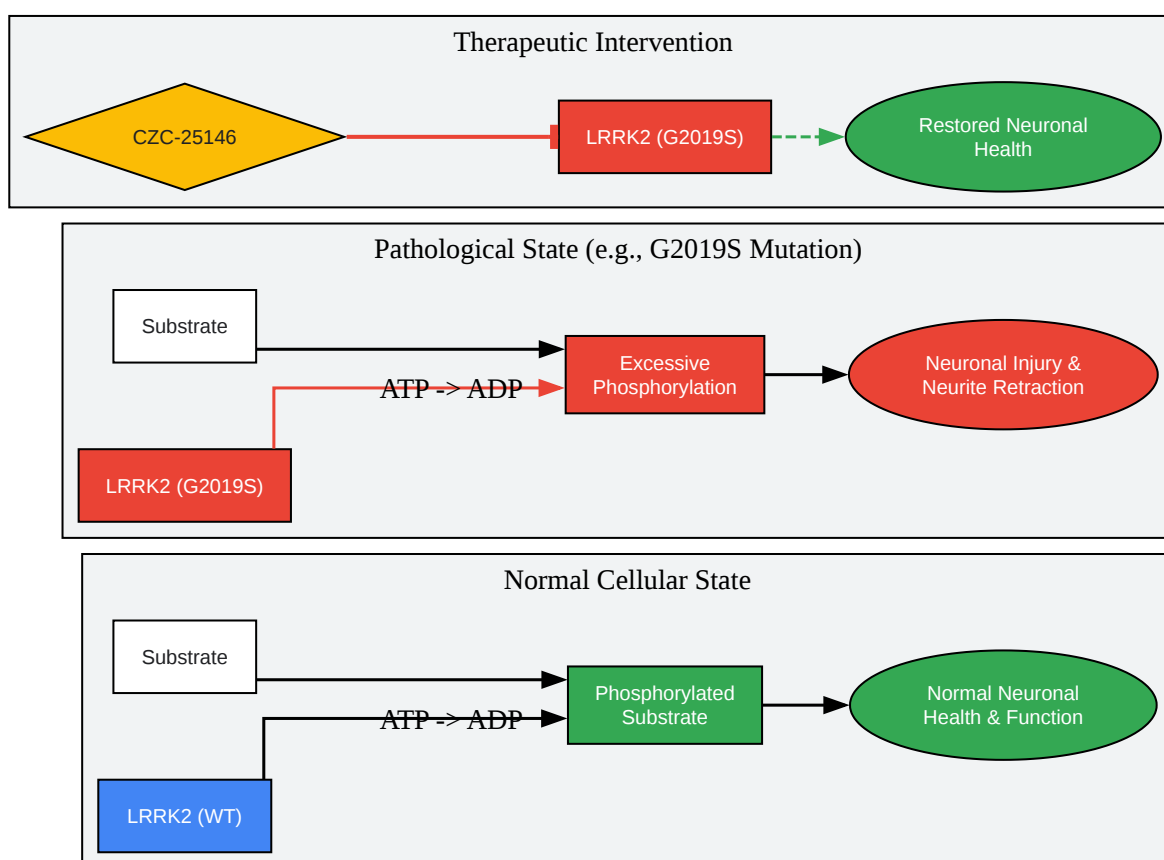 Therapeutic Intervention
CZC-25146
LRRK2 (G2019S)
Restored Neuronal
Health
Pathological State (e.g., G2019S Mutation)
Substrate
Excessive
Phosphorylation
Neuronal Injury &
Neurite Retraction
ATP -> ADP
LRRK2 (G2019S)
Normal Cellular State
Substrate
Phosphorylated
Substrate
Normal Neuronal
Health & Function
ATP -> ADP
LRRK2 (WT)